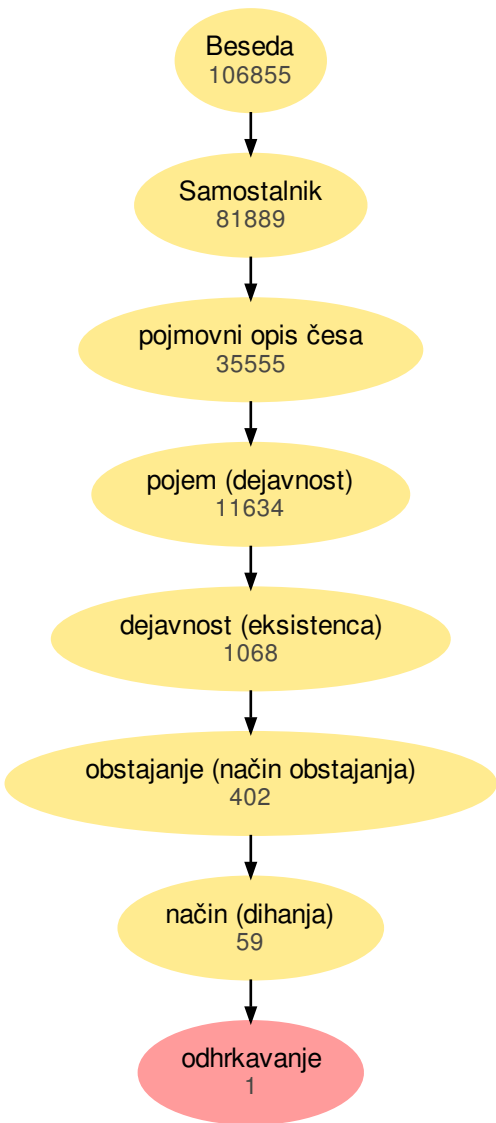 Beseda
106855
Samostalnik
81889
pojmovni opis česa
35555
pojem (dejavnost)
11634
dejavnost (eksistenca)
1068
obstajanje (način obstajanja)
402
način (dihanja)
59
odhrkavanje
1